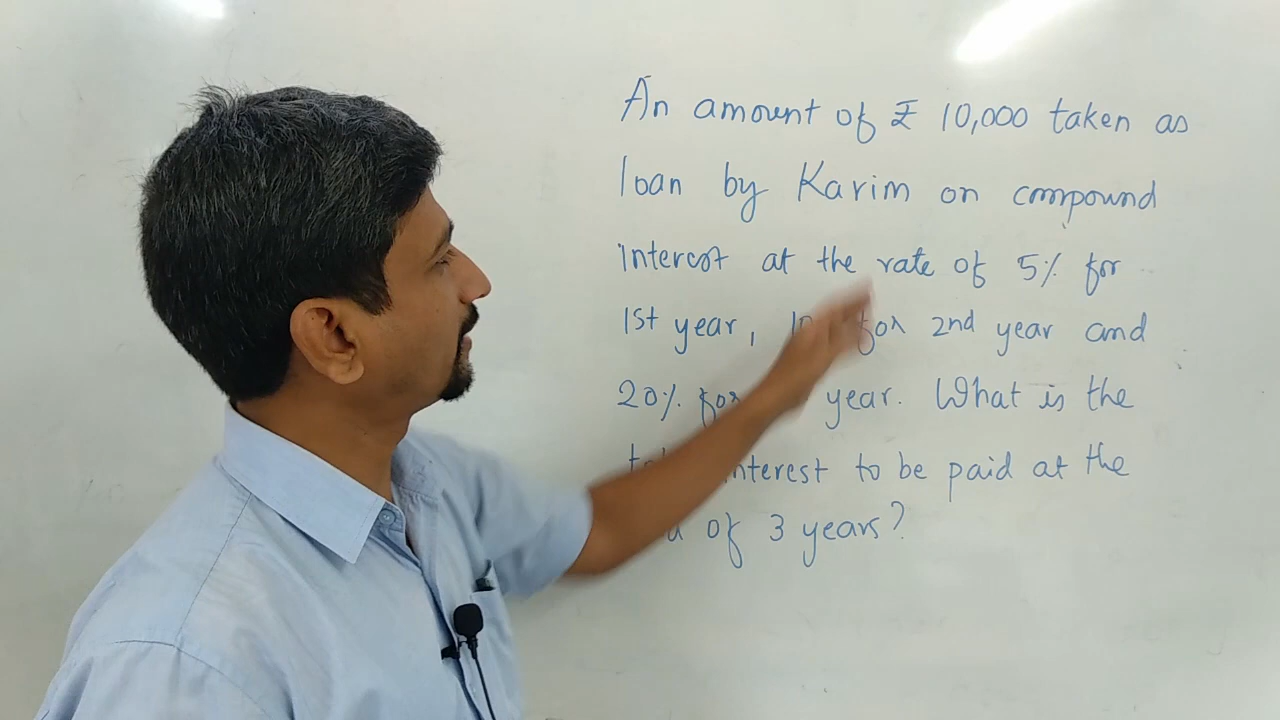 An amount of ₹ 10,000 taken as
loan by Karim on compound
interest at the rate of 5% for
1st year, for 2nd year and
20% for year. What is the
interest to be paid at the
of 3 years?